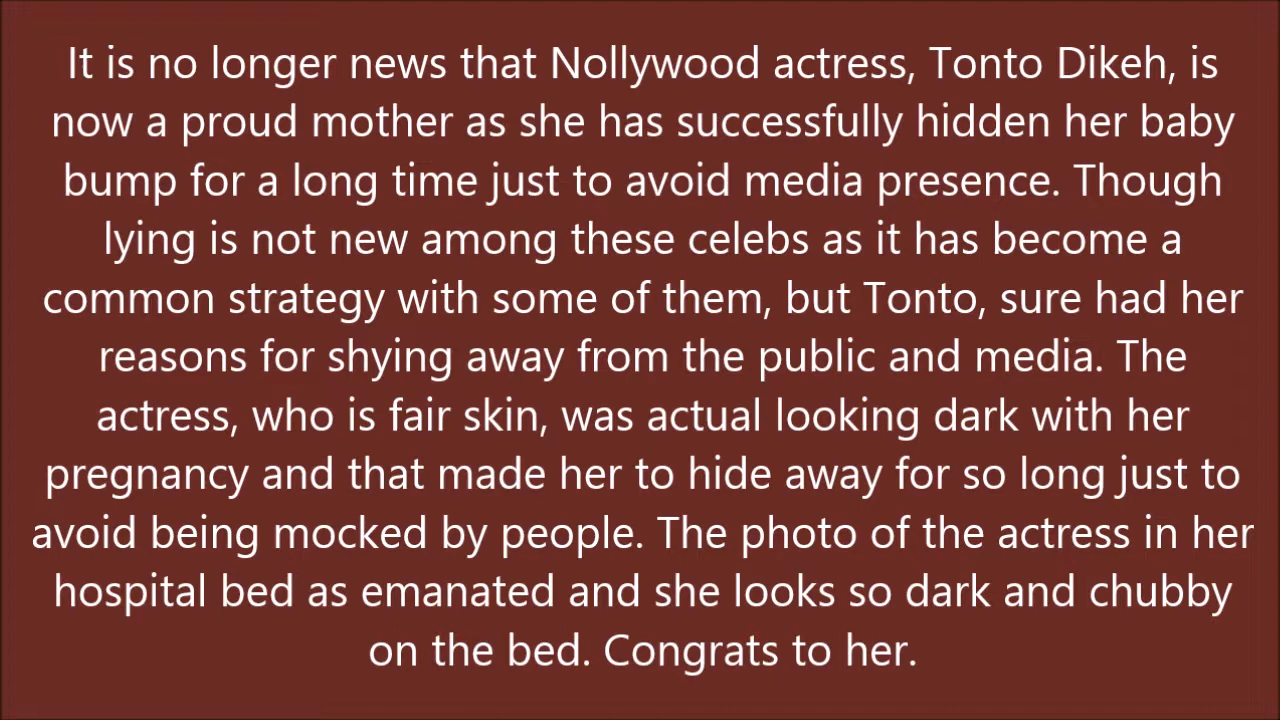 It is no longer news that Nollywood actress, Tonto Dikeh, is
now a proud mother as she has successfully hidden her baby
bump for a long time just to avoid media presence. Though
lying is not new among these celebs as it has become a
common strategy with some of them, but Tonto, sure had her
reasons for shying away from the public and media. The
actress, who is fair skin, was actual looking dark with her
pregnancy and that made her to hide away for so long just to
avoid being mocked by people. The photo of the actress in her
hospital bed as emanated and she looks so dark and chubby
on the bed. Congrats to her.